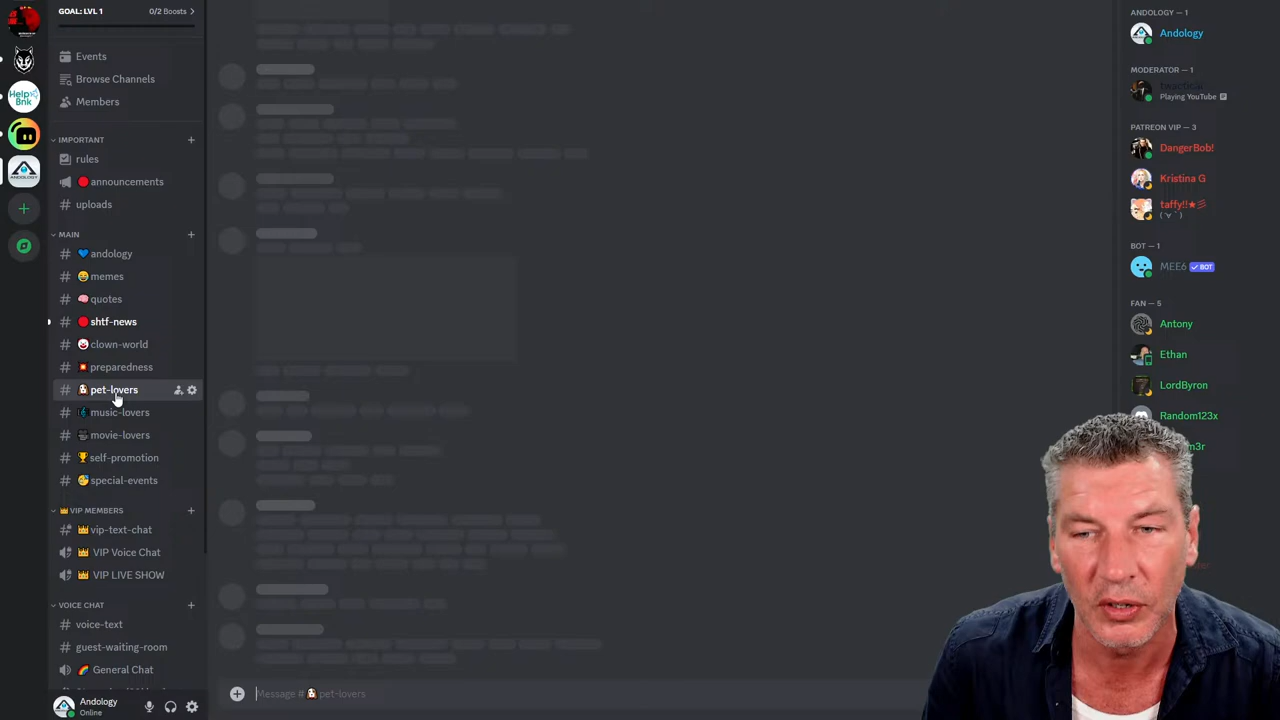 GOAL: LVL 1 0/2 Boosts >
Events
Browse Channels
Members
IMPORTANT +
rules
announcements
uploads
MAIN +
# andology
# memes
# quotes
# shtf-news
# clown-world
# preparedness
# pet-lovers
# music-lovers
# movie-lovers
# self-promotion
# special-events
VIP MEMBERS +
# vip-text-chat
VIP Voice Chat
VIP LIVE SHOW
VOICE CHAT +
# voice-text
# guest-waiting-room
General Chat
Andology
Online
Help
Bnk
ANDOLOGY
Message # pet-lovers
ANDOLOGY — 1
Andology
MODERATOR — 1
Playing YouTube
PATREON VIP — 3
DangerBob!
Kristina G
taffy!!★彡
BOT — 1
MEE6 ✓ BOT
FAN — 5
Antony
Ethan
LordByron
Random123x